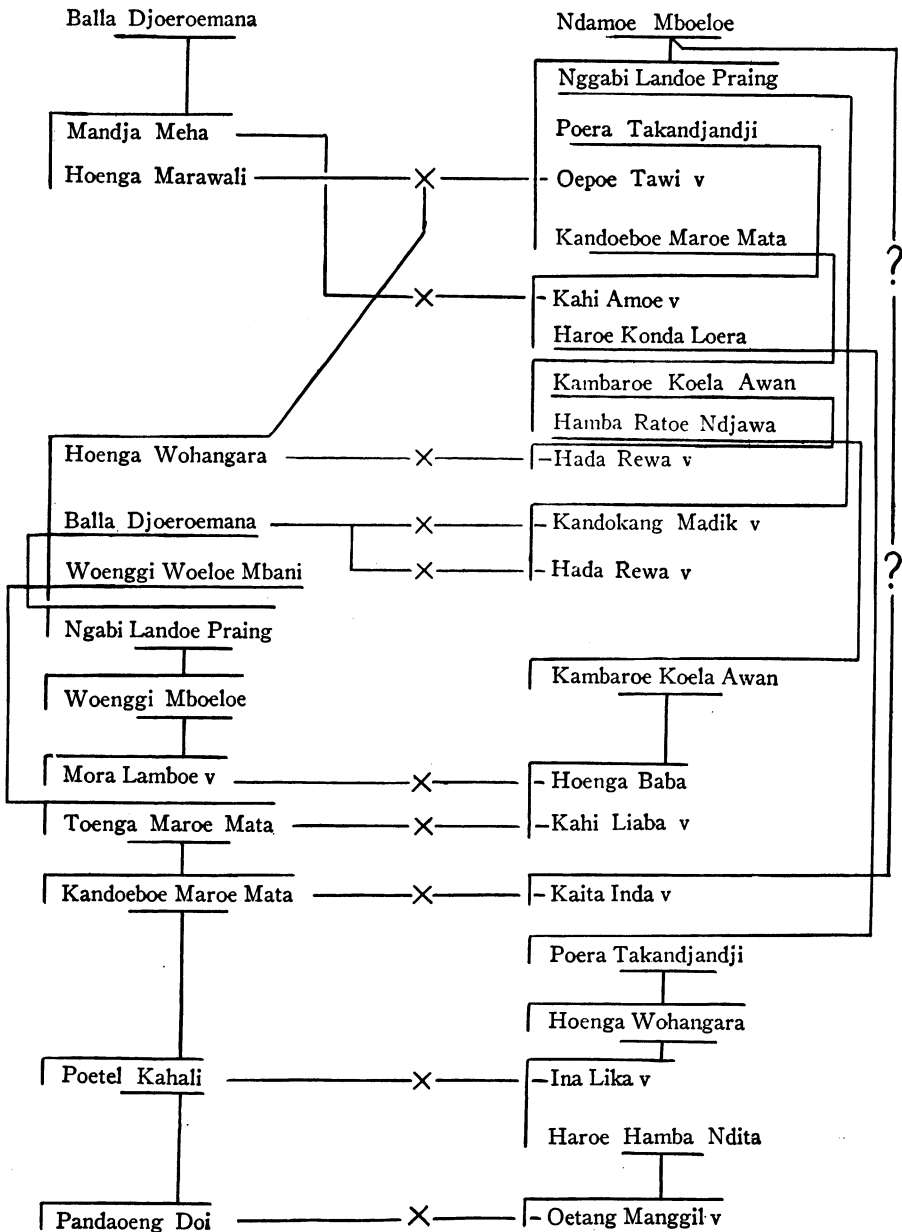 Balla Djoeroemana
Ndamoe Mboeloe
Nggabi Landoe Praing
Mandja Meha
Poera Takandjandji
Hoenga Marawali × Oepoe Tawi v
Kandoeboe Maroe Mata
?
× Kahi Amoe v
Haroe Konda Loera
Kambaroe Koela Awan
Hamba Ratoe Ndjawa
Hoenga Wohangara × Hada Rewa v
Balla Djoeroemana × Kandokang Madik v
Woenggi Woeloe Mbani × Hada Rewa v
?
Ngabi Landoe Praing
Kambaroe Koela Awan
Woenggi Mboeloe
Mora Lamboe v × Hoenga Baba
Toenga Maroe Mata × Kahi Liaba v
Kandoeboe Maroe Mata × Kaita Inda v
Poera Takandjandji
Hoenga Wohangara
Poetel Kahali × Ina Lika v
Haroe Hamba Ndita
Pandaoeng Doi × Oetang Manggil v